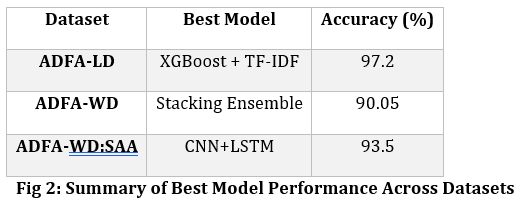 Dataset Best Model Accuracy (%)
ADFA-LD XGBoost + TF-IDF 97.2
ADFA-WD Stacking Ensemble 90.05
ADFA-WD:SAA CNN+LSTM 93.5
Fig 2: Summary of Best Model Performance Across Datasets